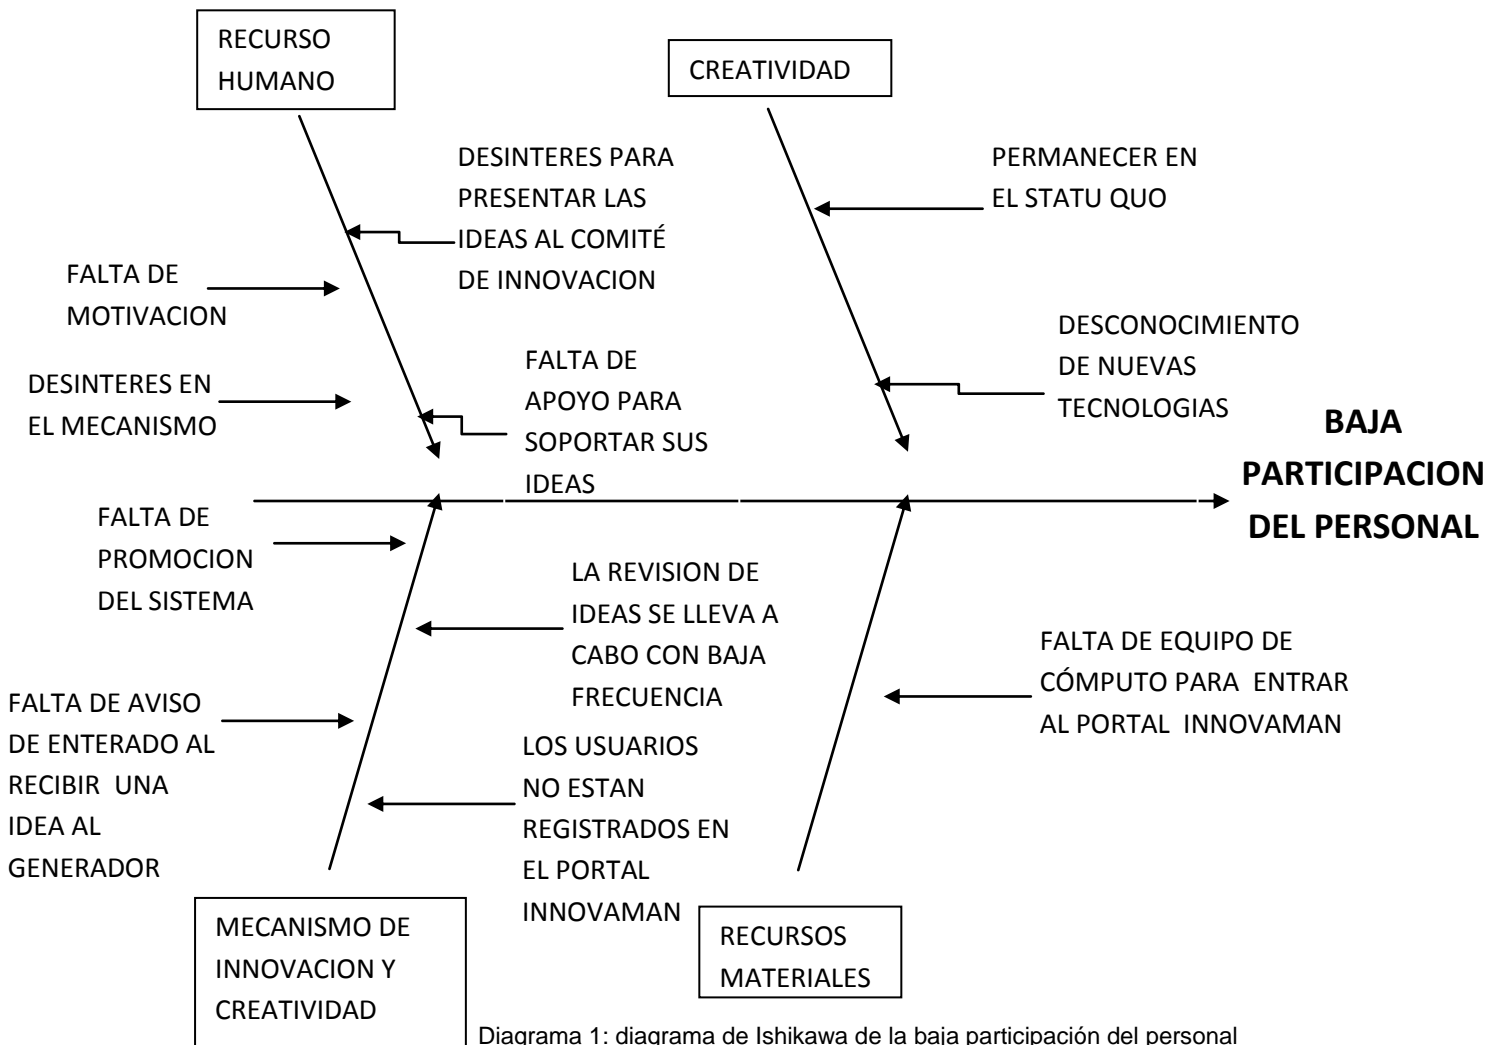 RECURSO
HUMANO
CREATIVIDAD
DESINTERES PARA
PRESENTAR LAS
IDEAS AL COMITÉ
DE INNOVACION
PERMANECER EN
EL STATU QUO
FALTA DE
MOTIVACION
DESINTERES EN
EL MECANISMO
FALTA DE
APOYO PARA
SOPORTAR SUS
IDEAS
DESCONOCIMIENTO
DE NUEVAS
TECNOLOGIAS
BAJA
PARTICIPACION
DEL PERSONAL
FALTA DE
PROMOCION
DEL SISTEMA
LA REVISION DE
IDEAS SE LLEVA A
CABO CON BAJA
FRECUENCIA
FALTA DE EQUIPO DE
CÓMPUTO PARA  ENTRAR
AL PORTAL  INNOVAMAN
FALTA DE AVISO
DE ENTERADO AL
RECIBIR  UNA
IDEA AL
GENERADOR
LOS USUARIOS
NO ESTAN
REGISTRADOS EN
EL PORTAL
INNOVAMAN
MECANISMO DE
INNOVACION Y
CREATIVIDAD
RECURSOS
MATERIALES
Diagrama 1: diagrama de Ishikawa de la baja participación del personal